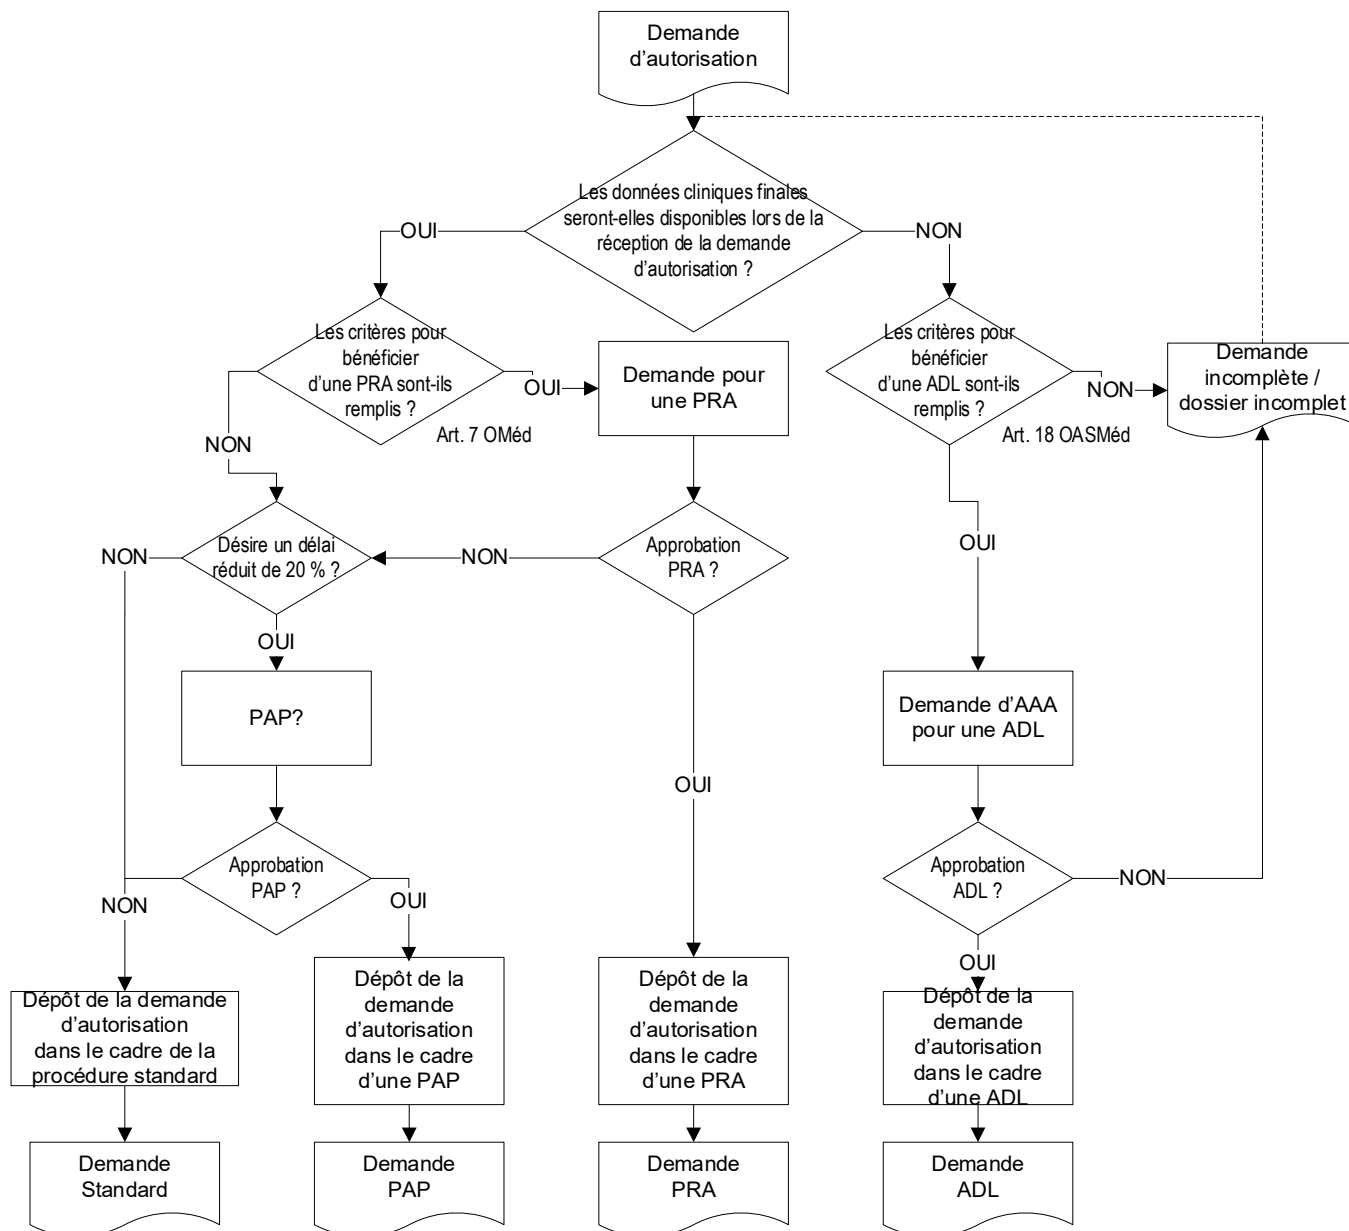 Demande
d'autorisation
Les données cliniques finales
seront-elles disponibles lors de la
réception de la demande
d'autorisation ?
OUI
NON
Les critères pour
bénéficier
d'une PRA sont-ils
remplis ?
OUI
Art. 7 OMéd
NON
Demande pour
une PRA
Les critères pour
bénéficier
d'une ADL sont-ils
remplis ?
NON
Art. 18 OASMéd
Demande
incomplète /
dossier incomplet
NON
Désire un délai
réduit de 20 % ?
NON
Approbation
PRA ?
OUI
OUI
PAP?
Demande d'AAA
pour une ADL
OUI
Approbation
PAP ?
NON
OUI
Approbation
ADL ?
NON
OUI
Dépôt de la demande
d'autorisation
dans le cadre de la
procédure standard
Dépôt de la
demande
d'autorisation
dans le cadre
d'une PAP
Dépôt de la
demande
d'autorisation
dans le cadre
d'une PRA
Dépôt de la
demande
d'autorisation
dans le cadre
d'une ADL
Demande
Standard
Demande
PAP
Demande
PRA
Demande
ADL